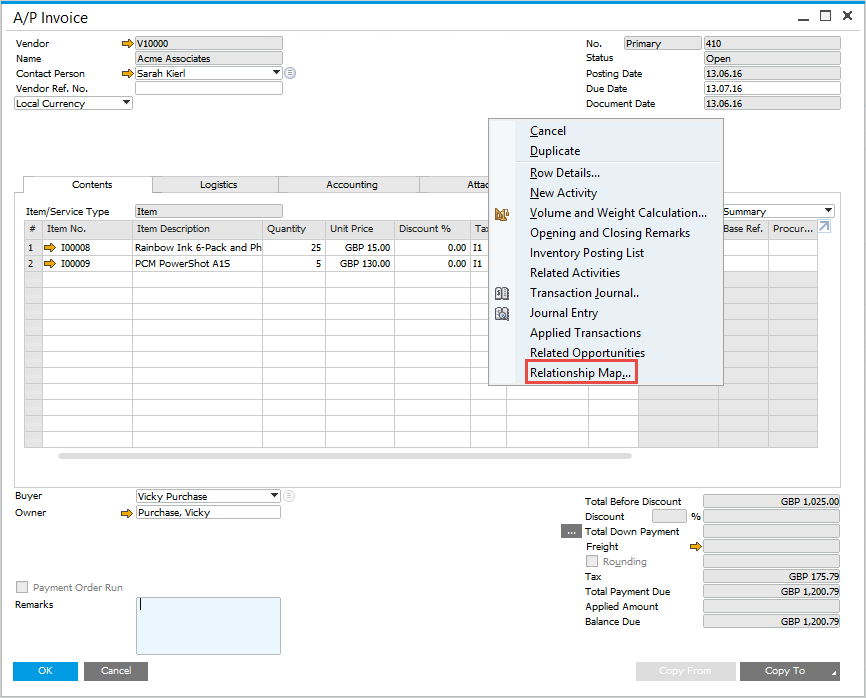 A/P Invoice
Vendor V10000 No. Primary 410
Name Acme Associates Status Open
Contact Person Sarah Kierl Posting Date 13.06.16
Vendor Ref. No. Due Date 13.07.16
Local Currency Document Date 13.06.16
Cancel
Duplicate
Row Details...
New Activity
Volume and Weight Calculation...
Opening and Closing Remarks
Inventory Posting List
Related Activities
Transaction Journal..
Journal Entry
Applied Transactions
Related Opportunities
Relationship Map...
Contents Logistics Accounting Attac
Item/Service Type Item Summary
# Item No. Item Description Quantity Unit Price Discount % Tax Base Ref. Procur...
1 I00008 Rainbow Ink 6-Pack and Ph 25 GBP 15.00 0.00 I1
2 I00009 PCM PowerShot A1S 5 GBP 130.00 0.00 I1
Buyer Vicky Purchase
Owner Purchase, Vicky
Total Before Discount GBP 1,025.00
Discount %
... Total Down Payment
Freight
Rounding
Tax GBP 175.79
Total Payment Due GBP 1,200.79
Applied Amount
Balance Due GBP 1,200.79
Payment Order Run
Remarks
OK Cancel Copy From Copy To